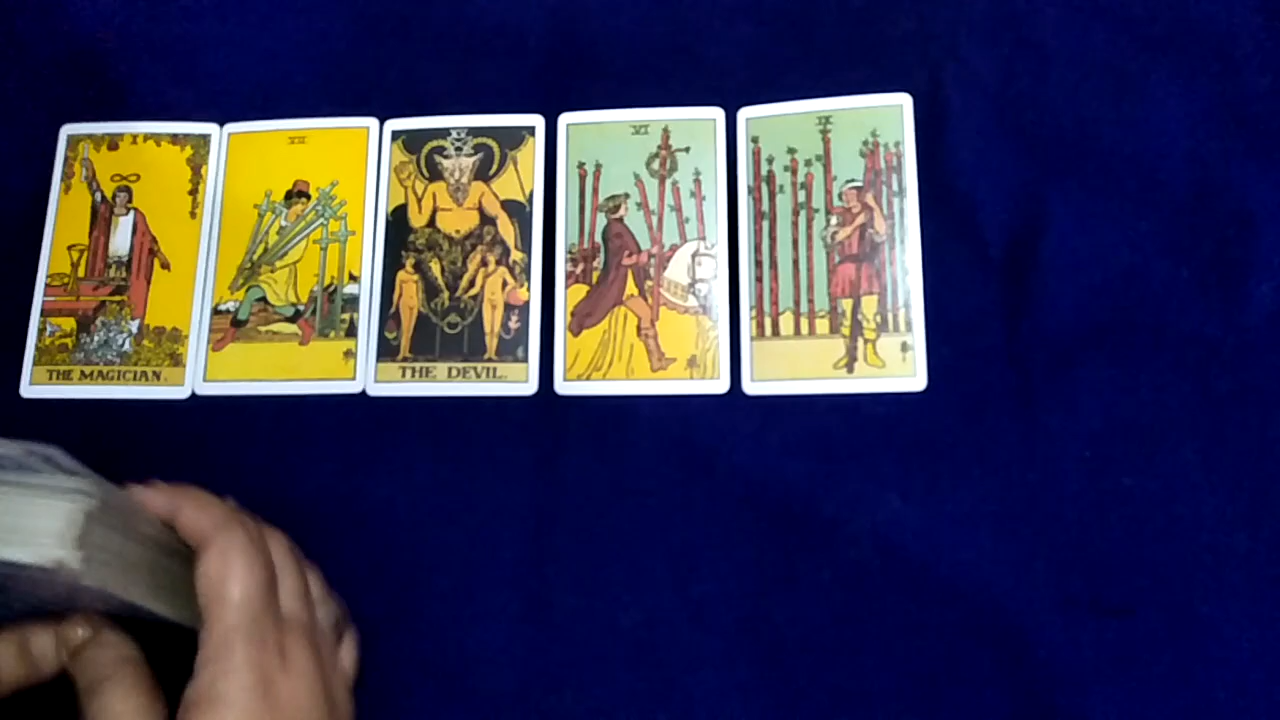 I
VII
XV
VI
IX
THE MAGICIAN.
THE DEVIL.